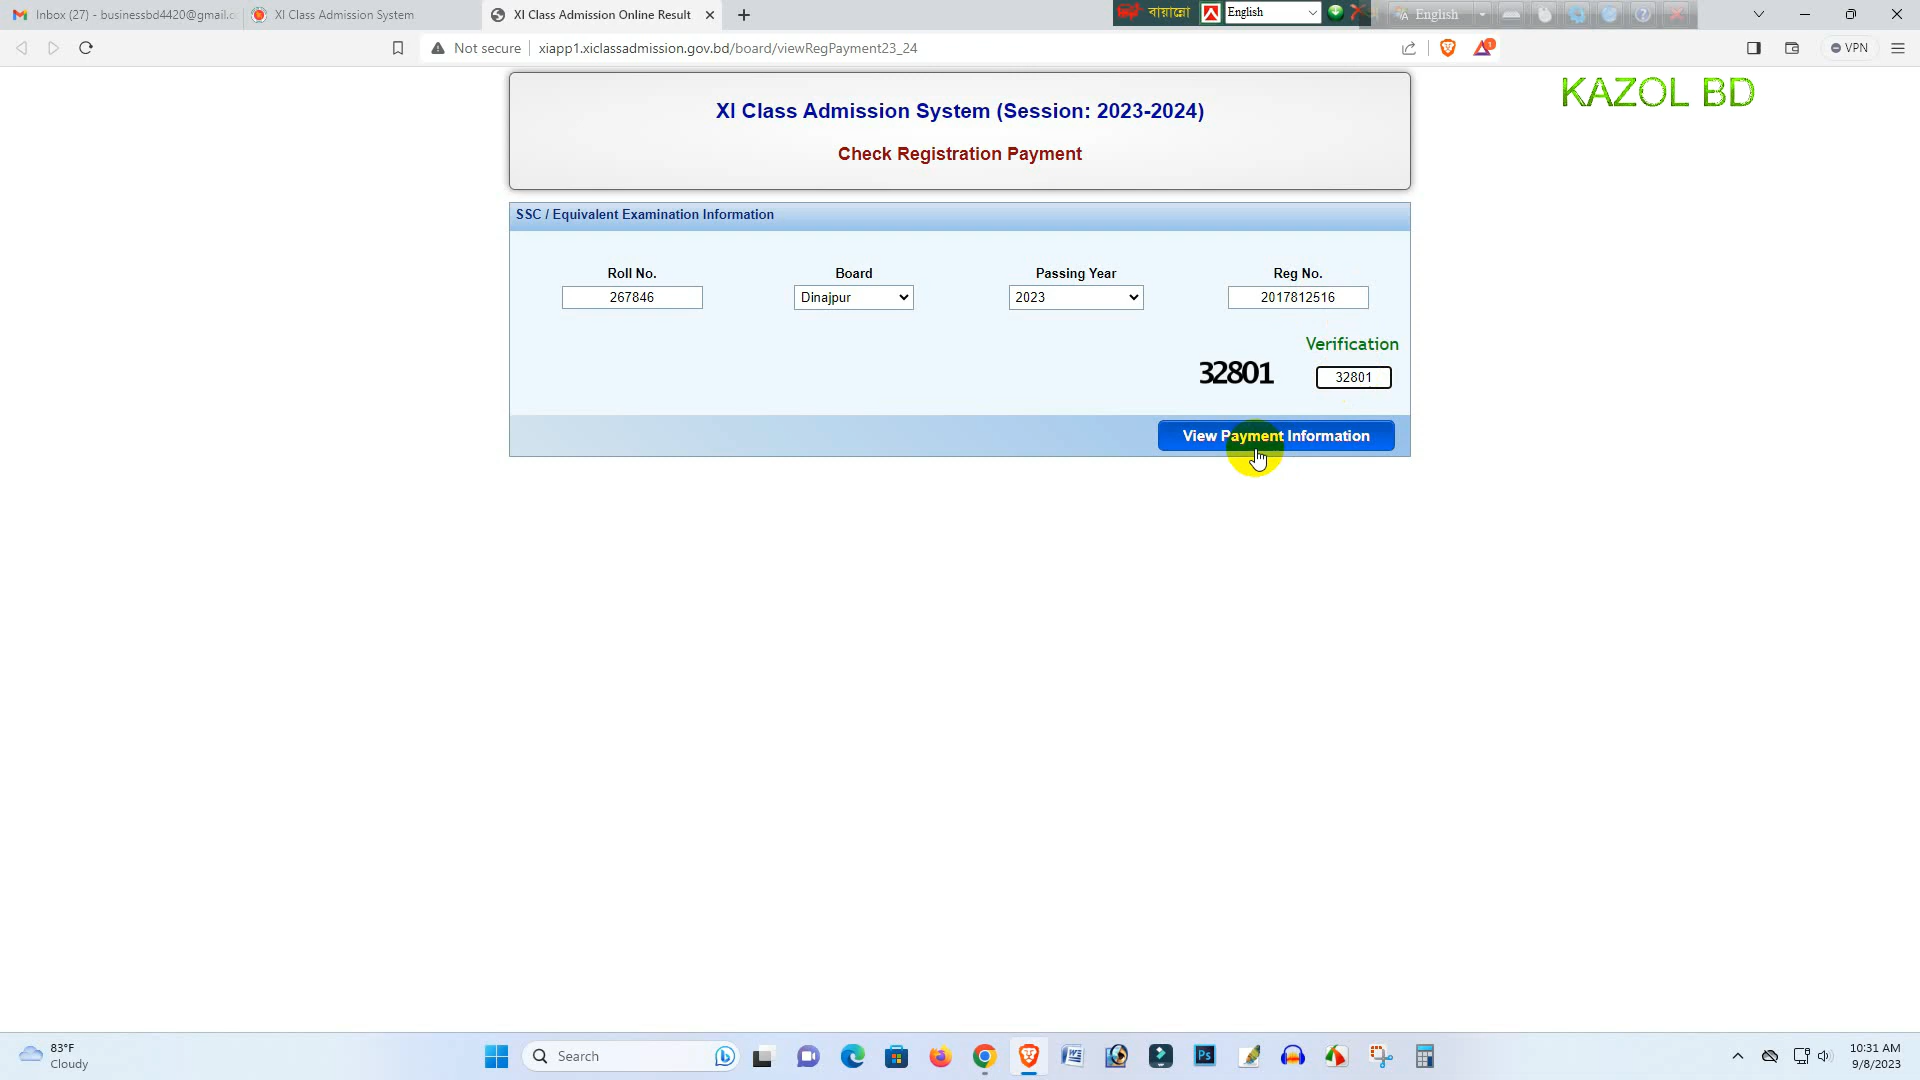 Inbox (27) - businessbd4420@gmail.c
XI Class Admission System
XI Class Admission Online Result
বায়ান্নো
English
English
Not secure
xiapp1.xiclassadmission.gov.bd/board/viewRegPayment23_24
1
VPN
KAZOL BD
XI Class Admission System (Session: 2023-2024)
Check Registration Payment
SSC / Equivalent Examination Information
Roll No.
Board
Passing Year
Reg No.
267846
Dinajpur
2023
2017812516
Verification
32801
32801
View Payment Information
83°F
Cloudy
Search
Ps
10:31 AM
9/8/2023